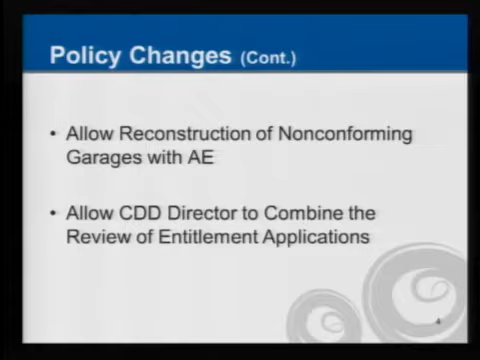 Policy Changes (Cont.)
• Allow Reconstruction of Nonconforming
Garages with AE
• Allow CDD Director to Combine the
Review of Entitlement Applications
4